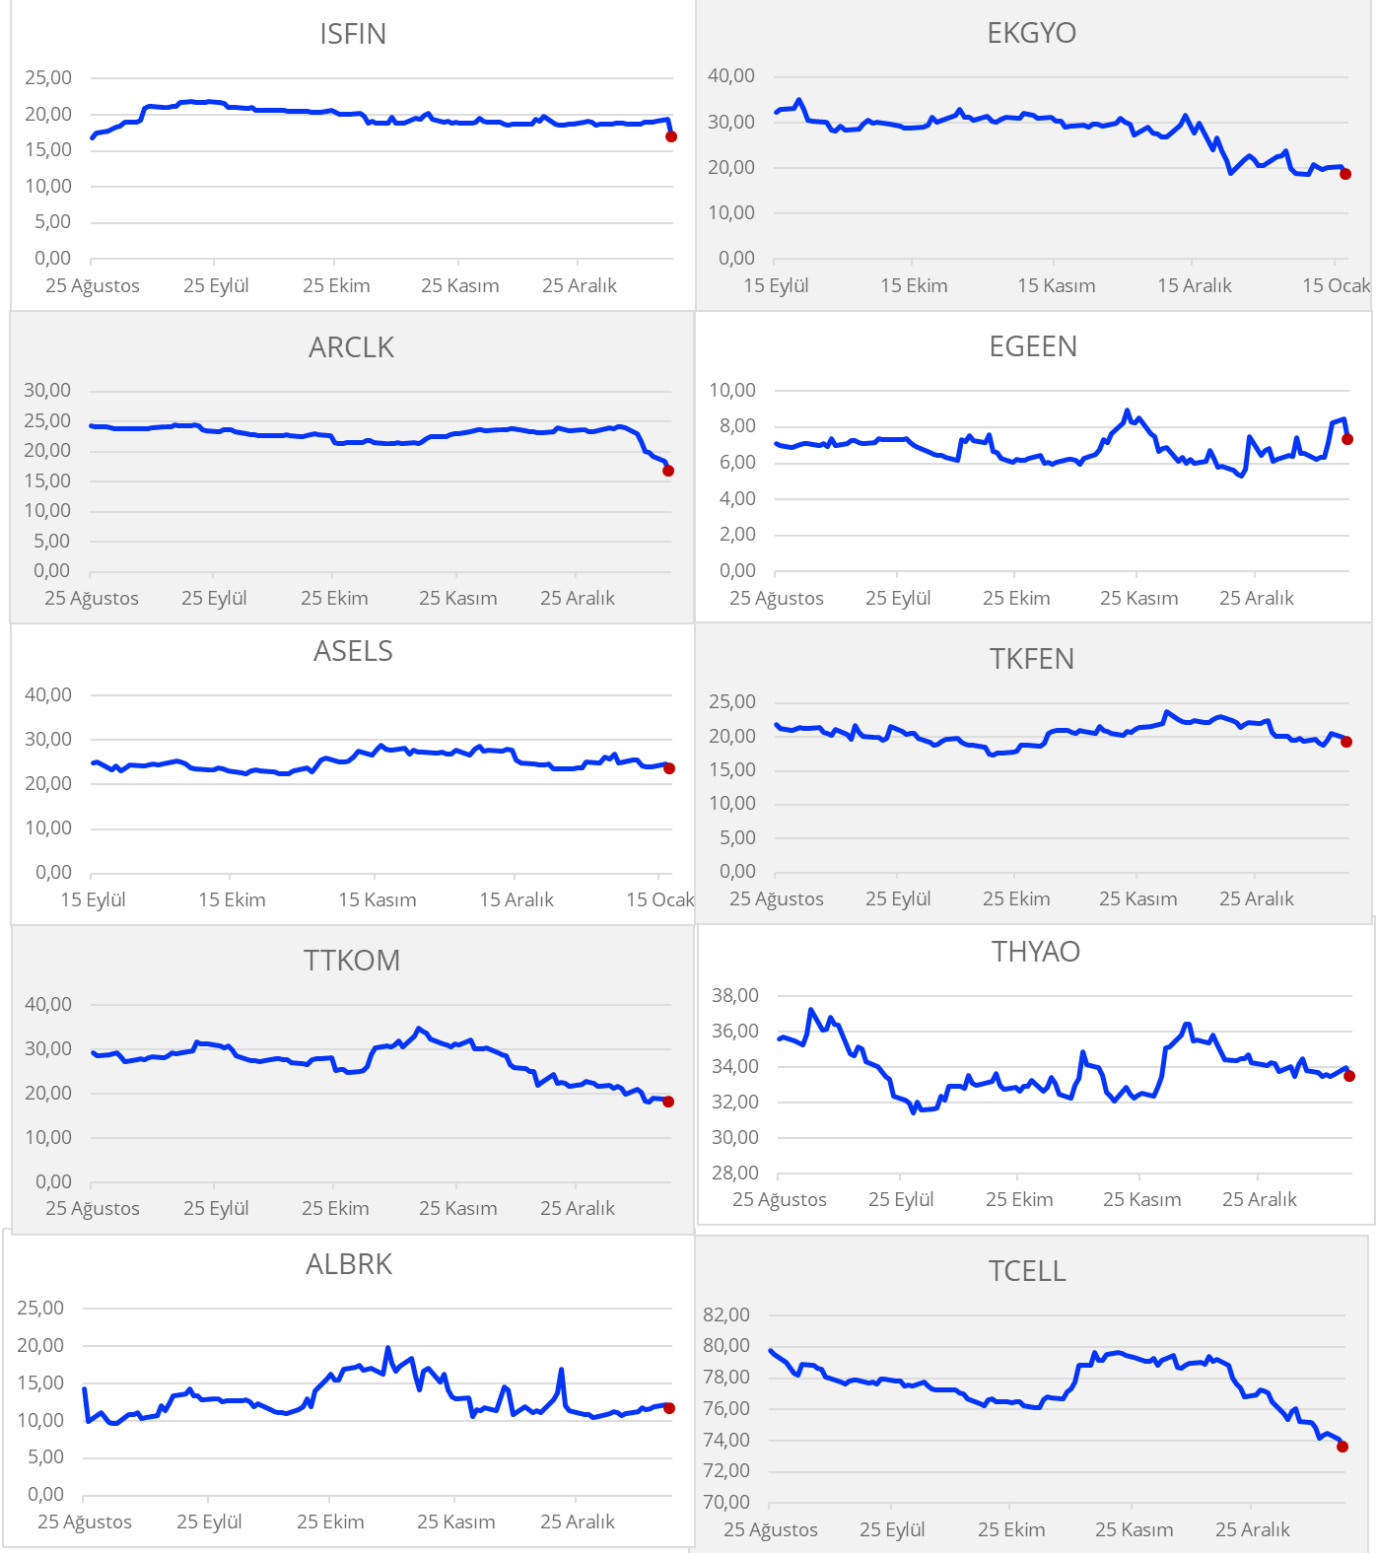 ISFIN
25,00
20,00
15,00
10,00
5,00
0,00
25 Ağustos 25 Eylül 25 Ekim 25 Kasım 25 Aralık
EKGYO
40,00
30,00
20,00
10,00
0,00
15 Eylül 15 Ekim 15 Kasım 15 Aralık 15 Ocak
ARCLK
30,00
25,00
20,00
15,00
10,00
5,00
0,00
25 Ağustos 25 Eylül 25 Ekim 25 Kasım 25 Aralık
EGEEN
10,00
8,00
6,00
4,00
2,00
0,00
25 Ağustos 25 Eylül 25 Ekim 25 Kasım 25 Aralık
ASELS
40,00
30,00
20,00
10,00
0,00
15 Eylül 15 Ekim 15 Kasım 15 Aralık 15 Ocak
TKFEN
25,00
20,00
15,00
10,00
5,00
0,00
25 Ağustos 25 Eylül 25 Ekim 25 Kasım 25 Aralık
TTKOM
40,00
30,00
20,00
10,00
0,00
25 Ağustos 25 Eylül 25 Ekim 25 Kasım 25 Aralık
THYAO
38,00
36,00
34,00
32,00
30,00
28,00
25 Ağustos 25 Eylül 25 Ekim 25 Kasım 25 Aralık
ALBRK
25,00
20,00
15,00
10,00
5,00
0,00
25 Ağustos 25 Eylül 25 Ekim 25 Kasım 25 Aralık
TCELL
82,00
80,00
78,00
76,00
74,00
72,00
70,00
25 Ağustos 25 Eylül 25 Ekim 25 Kasım 25 Aralık